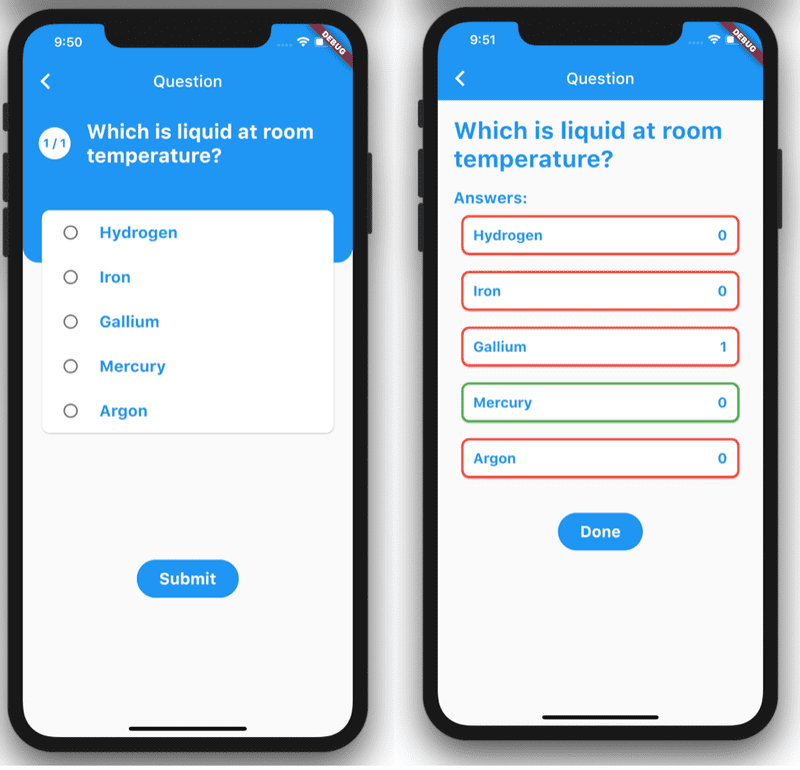 9:50
DEBUG
Question
1 / 1
Which is liquid at room
temperature?
Hydrogen
Iron
Gallium
Mercury
Argon
Submit
9:51
DEBUG
Question
Which is liquid at room
temperature?
Answers:
Hydrogen 0
Iron 0
Gallium 1
Mercury 0
Argon 0
Done